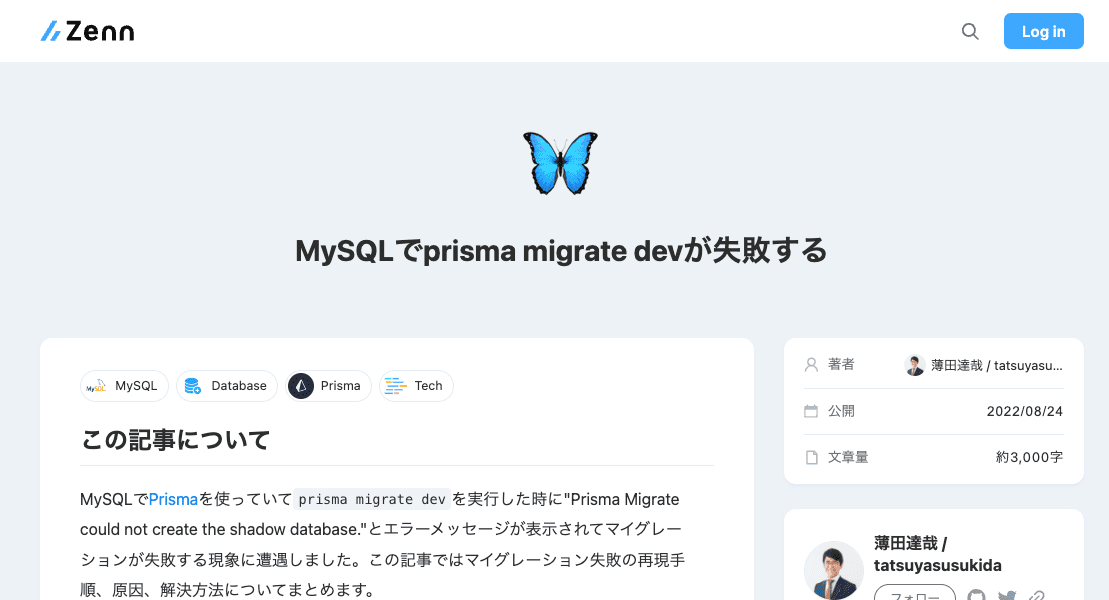 Zenn
Log in
MySQLでprisma migrate devが失敗する
MySQL
Database
Prisma
Tech
この記事について
MySQLでPrismaを使っていてprisma migrate devを実行した時に"Prisma Migrate
could not create the shadow database."とエラーメッセージが表示されてマイグレー
ションが失敗する現象に遭遇しました。この記事ではマイグレーション失敗の再現手
順、原因、解決方法についてまとめます。
著者 薄田達哉 / tatsuyasu...
公開 2022/08/24
文章量 約3,000字
薄田達哉 /
tatsuyasusukida
フォロー